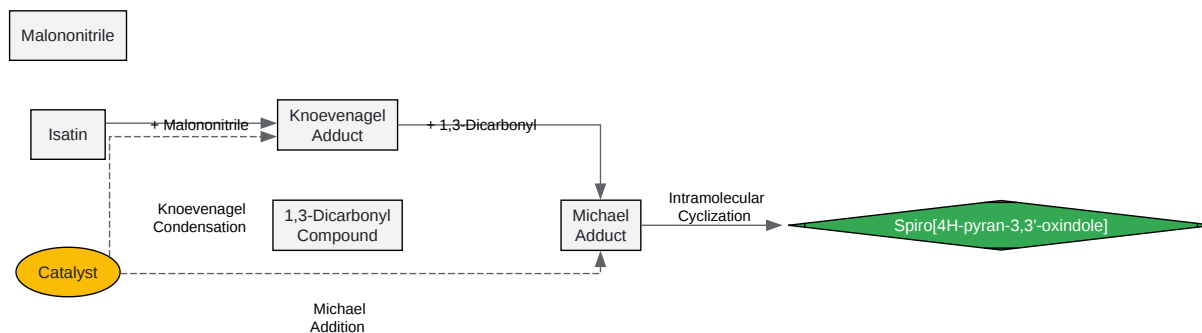 Malononitrile
Isatin
+ Malononitrile
Knoevenagel
Adduct
+ 1,3-Dicarbonyl
Knoevenagel
Condensation
1,3-Dicarbonyl
Compound
Michael
Adduct
Intramolecular
Cyclization
Spiro[4H-pyran-3,3'-oxindole]
Catalyst
Michael
Addition